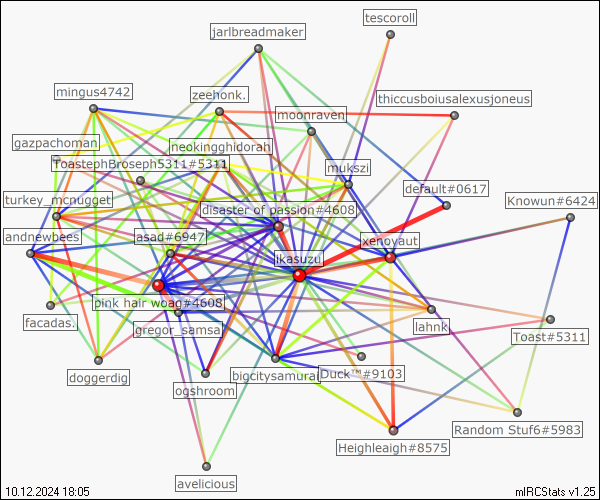 tescoroll
jarlbreadmaker
mingus4742
zeehonk.
thiccusboiusalexusjoneus
moonraven
gazpachoman
neokingghidorah
ToastephBroseph5311#5311
mukszi
default#0617
turkey_mcnugget
Knowun#6424
disaster of passion#4608
andnewbees
asad#6947
xenovaut
ikasuzu
pink hair woag#4608
facadas.
gregor_samsa
lahnk
Toast#5311
doggerdig
bigcitysamurai
Duck™#9103
ogshroom
Random Stuf6#5983
Heighleaigh#8575
avelicious
10.12.2024 18:05
mIRCStats v1.25